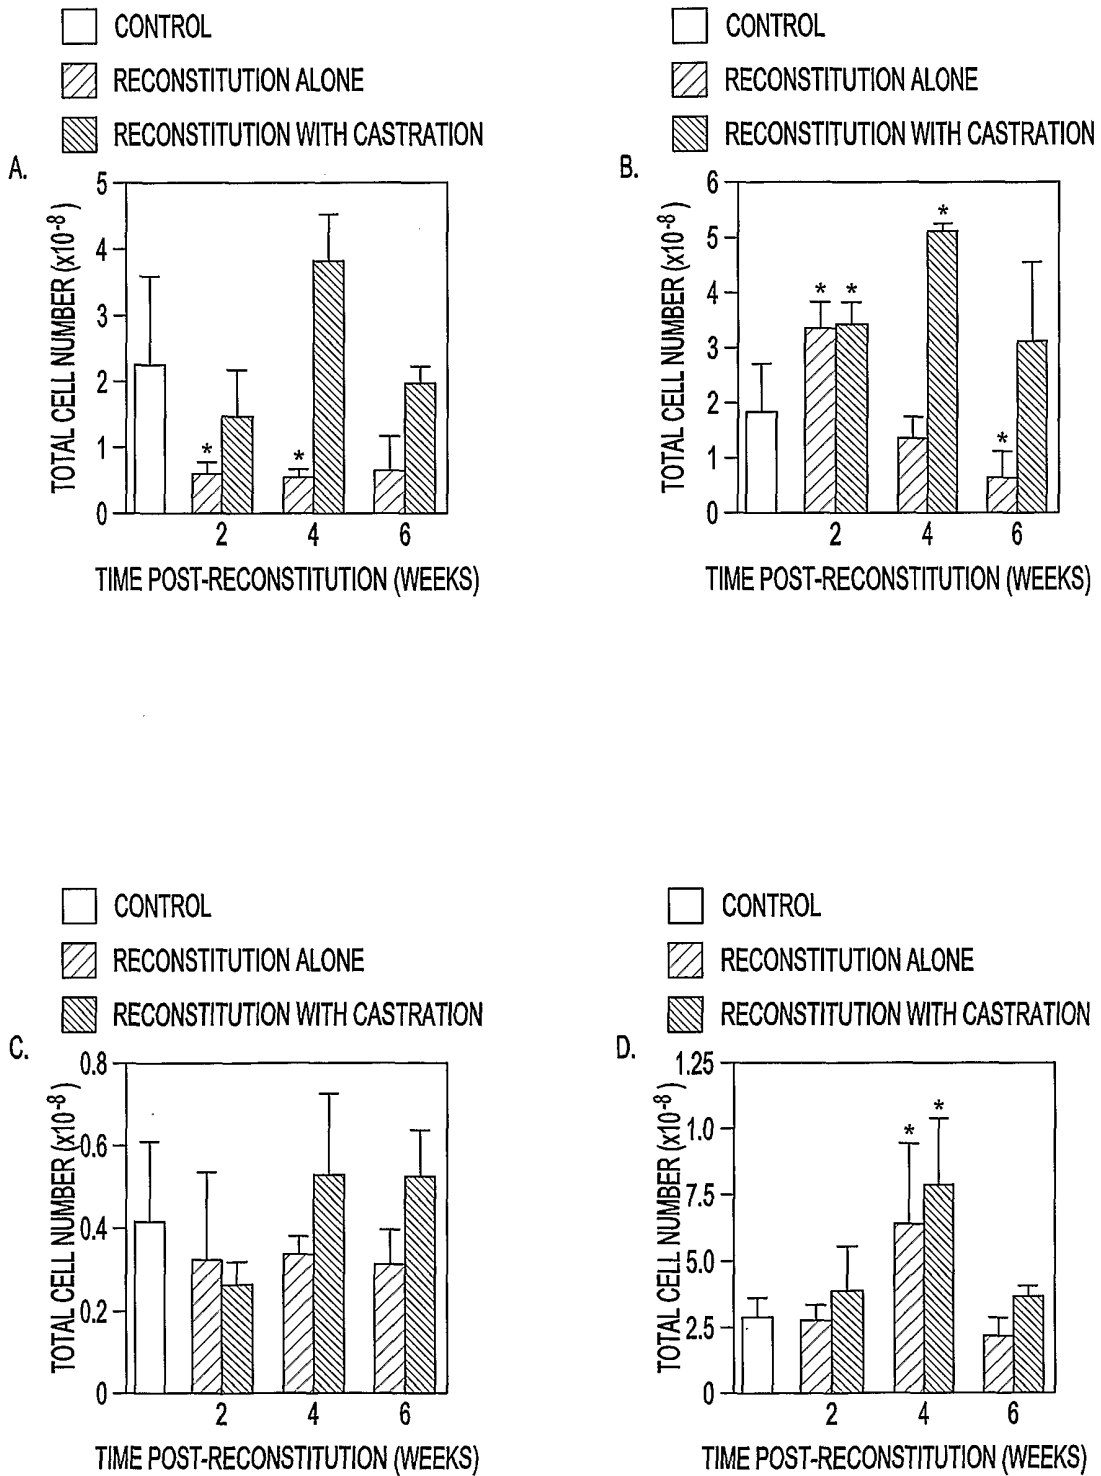 CONTROL
RECONSTITUTION ALONE
RECONSTITUTION WITH CASTRATION
A.
TOTAL CELL NUMBER (x10-8)
5
4
3
2
1
0
*
*
2
4
6
TIME POST-RECONSTITUTION (WEEKS)
CONTROL
RECONSTITUTION ALONE
RECONSTITUTION WITH CASTRATION
B.
TOTAL CELL NUMBER (x10-8)
6
5
4
3
2
1
0
*
*
*
*
2
4
6
TIME POST-RECONSTITUTION (WEEKS)
CONTROL
RECONSTITUTION ALONE
RECONSTITUTION WITH CASTRATION
C.
TOTAL CELL NUMBER (x10-8)
0.8
0.6
0.4
0.2
0
2
4
6
TIME POST-RECONSTITUTION (WEEKS)
CONTROL
RECONSTITUTION ALONE
RECONSTITUTION WITH CASTRATION
D.
TOTAL CELL NUMBER (x10-8)
1.25
1.0
7.5
5.0
2.5
0
*
*
2
4
6
TIME POST-RECONSTITUTION (WEEKS)